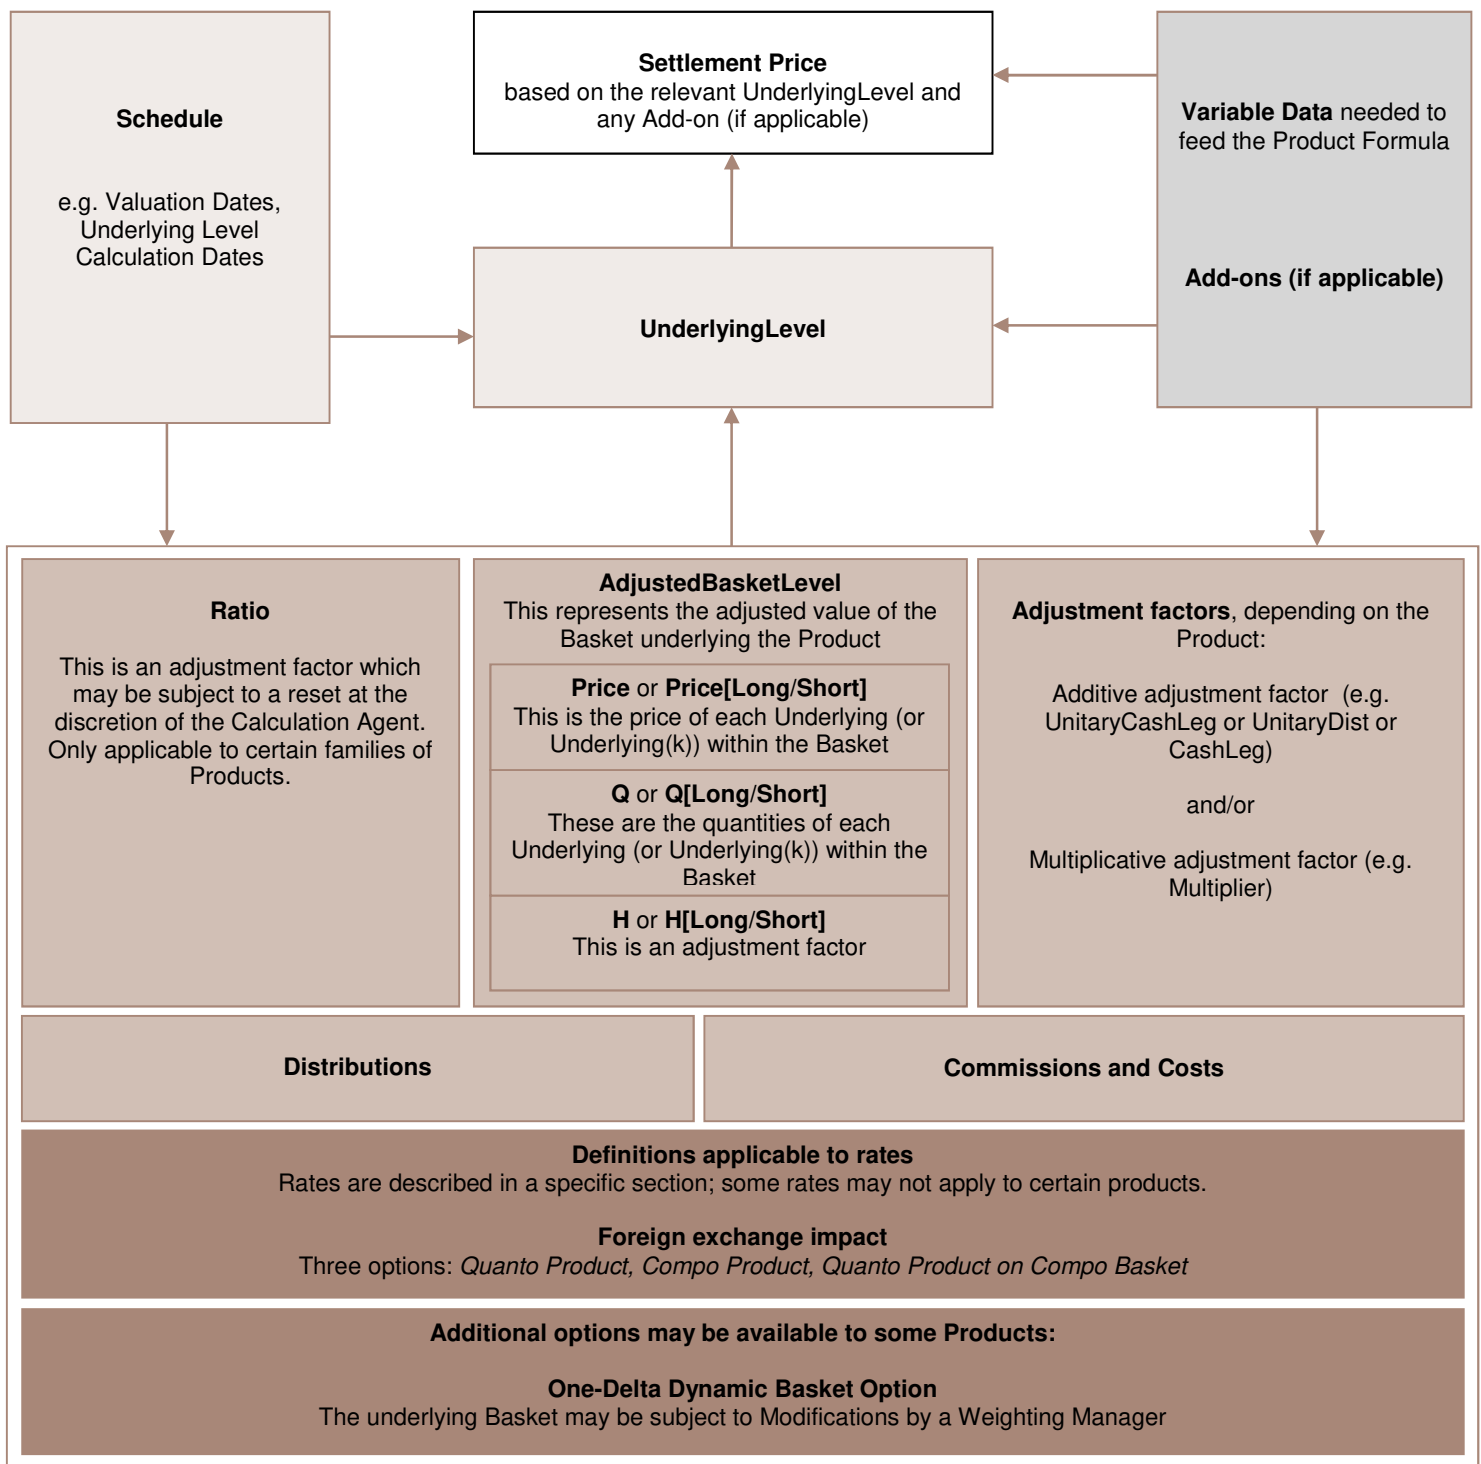 Schedule
e.g. Valuation Dates,
Underlying Level
Calculation Dates
Settlement Price
based on the relevant UnderlyingLevel and
any Add-on (if applicable)
Variable Data needed to
feed the Product Formula
Add-ons (if applicable)
UnderlyingLevel
Ratio
This is an adjustment factor which
may be subject to a reset at the
discretion of the Calculation Agent.
Only applicable to certain families of
Products.
AdjustedBasketLevel
This represents the adjusted value of the
Basket underlying the Product
Price or Price[Long/Short]
This is the price of each Underlying (or
Underlying(k)) within the Basket
Q or Q[Long/Short]
These are the quantities of each
Underlying (or Underlying(k)) within the
Basket
H or H[Long/Short]
This is an adjustment factor
Adjustment factors, depending on the
Product:
Additive adjustment factor (e.g.
UnitaryCashLeg or UnitaryDist or
CashLeg)
and/or
Multiplicative adjustment factor (e.g.
Multiplier)
Distributions
Commissions and Costs
Definitions applicable to rates
Rates are described in a specific section; some rates may not apply to certain products.
Foreign exchange impact
Three options: Quanto Product, Compo Product, Quanto Product on Compo Basket
Additional options may be available to some Products:
One-Delta Dynamic Basket Option
The underlying Basket may be subject to Modifications by a Weighting Manager